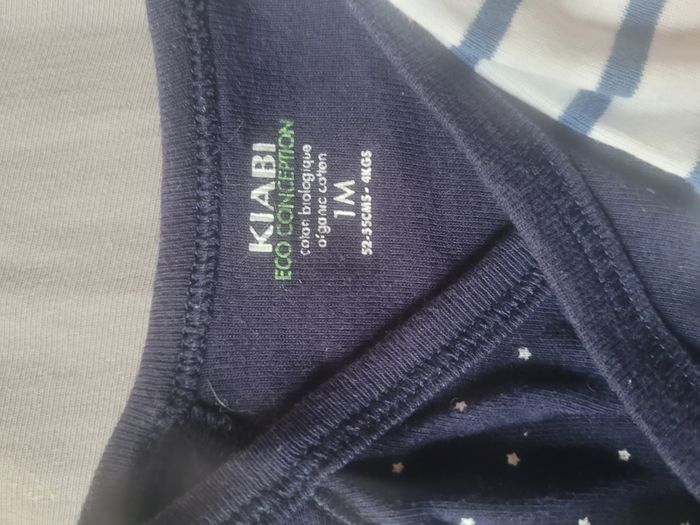 KIABI
ECO CONCEPTION
coton biologique
organic cotton
1M
52-55CMS - 4KGS